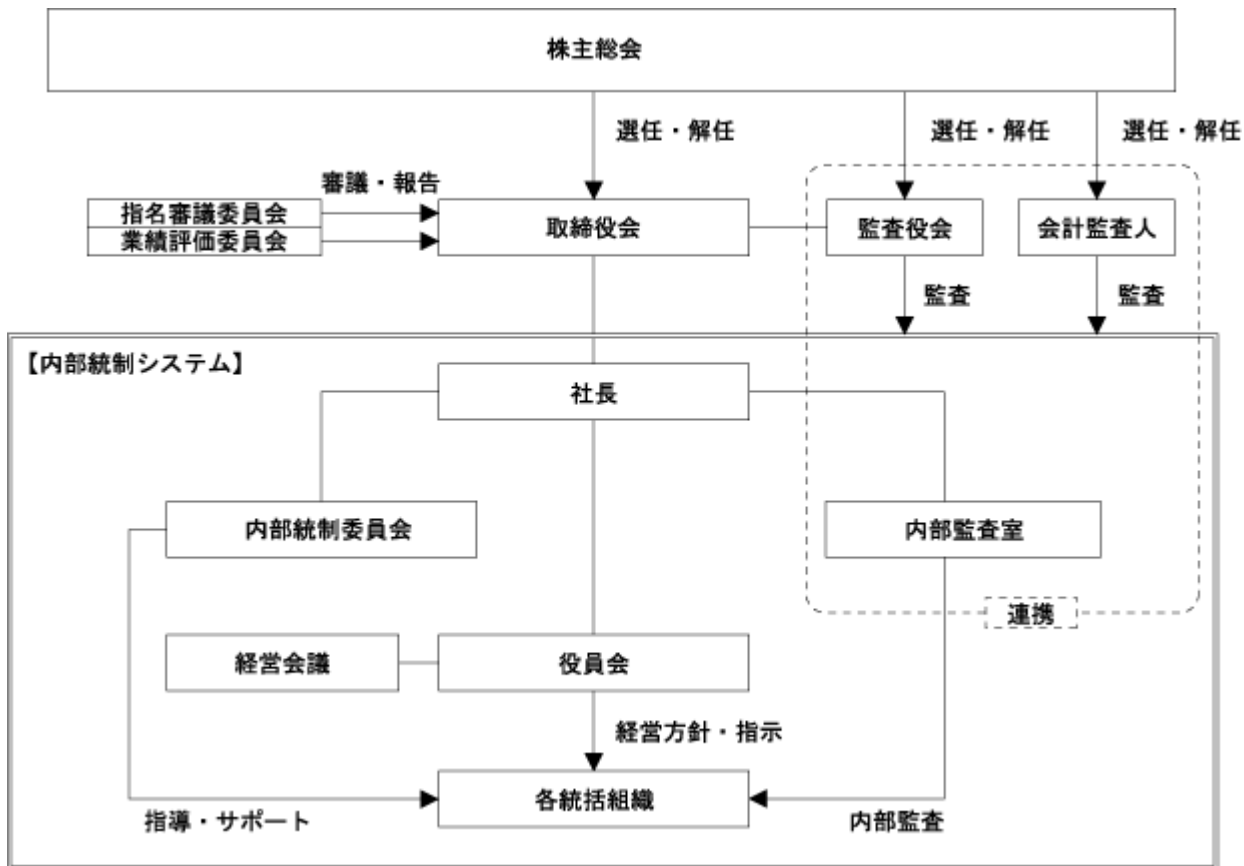 株主総会
選任・解任
選任・解任
選任・解任
審議・報告
指名審議委員会
業績評価委員会
取締役会
監査役会
会計監査人
監査
監査
【内部統制システム】
社長
内部統制委員会
内部監査室
連携
経営会議
役員会
経営方針・指示
各統括組織
指導・サポート
内部監査